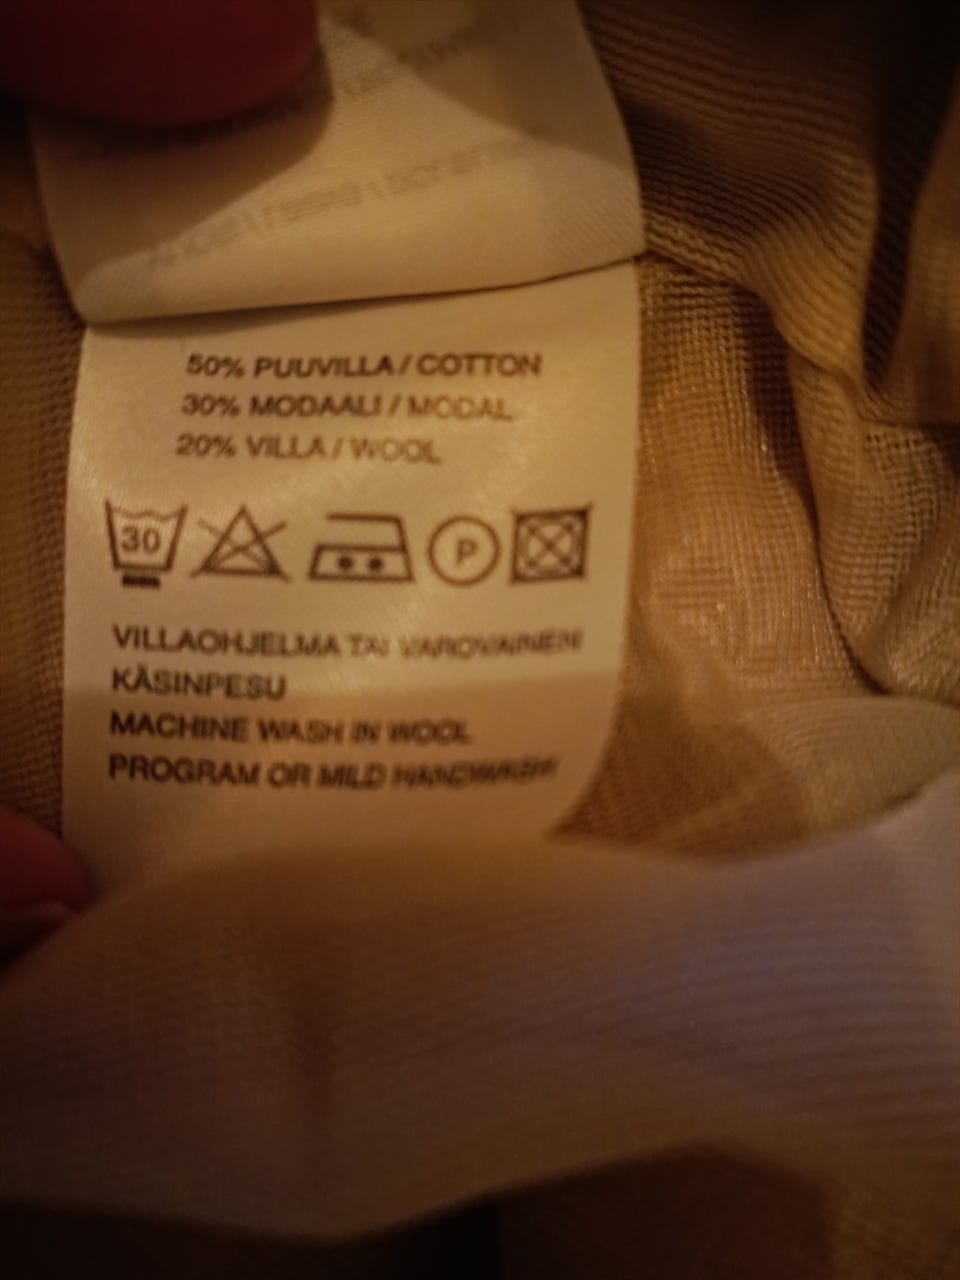 50% PUUVILLA / COTTON
30% MODAALI / MODAL
20% VILLA / WOOL
30 P
VILLAOHJELMA TAI VAROVAINEN
KÄSINPESU
MACHINE WASH IN WOOL
PROGRAM OR MILD HANDWASH